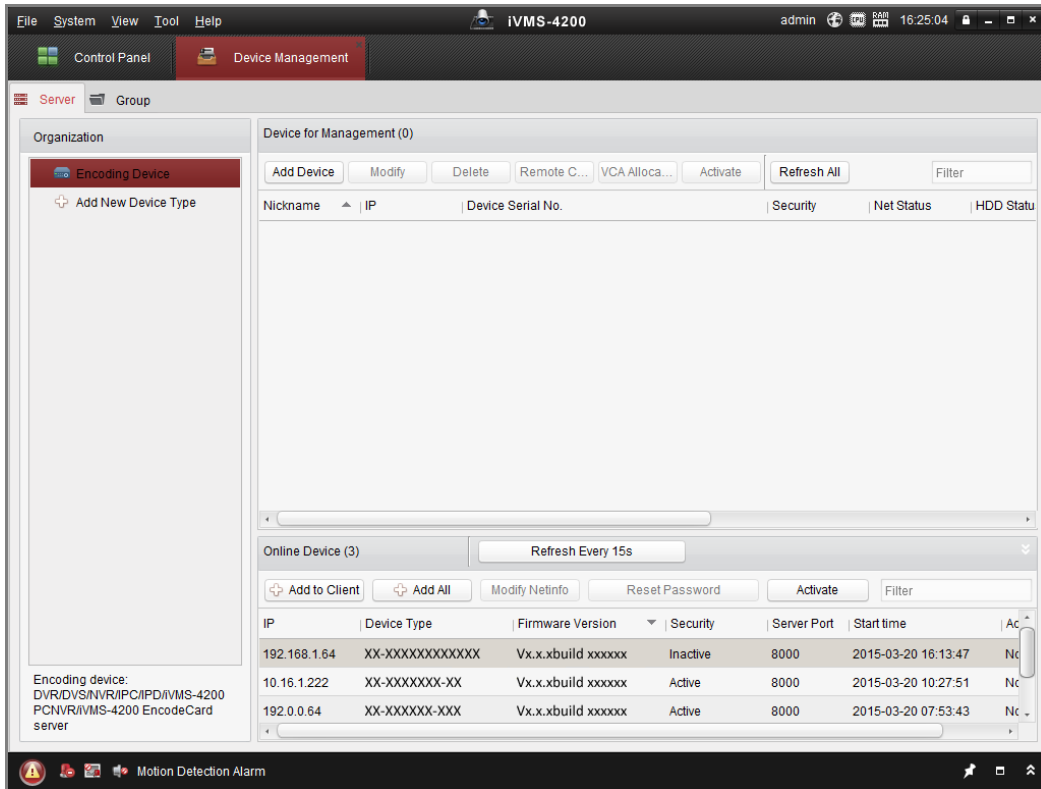 File System View Tool Help iVMS-4200 admin CPU RAM 16:25:04
Control Panel Device Management
Server Group
Organization
Encoding Device
Add New Device Type
Encoding device:
DVR/DVS/NVR/IPC/IPD/iVMS-4200
PCNVR/iVMS-4200 EncodeCard
server
Device for Management (0)
Add Device Modify Delete Remote C... VCA Alloca... Activate Refresh All Filter
Nickname IP Device Serial No. Security Net Status HDD Statu
Online Device (3) Refresh Every 15s
Add to Client Add All Modify Netinfo Reset Password Activate Filter
IP Device Type Firmware Version Security Server Port Start time Ad
192.168.1.64 XX-XXXXXXXXXXXX Vx.x.xbuild xxxxxx Inactive 8000 2015-03-20 16:13:47 No
10.16.1.222 XX-XXXXXXX-XX Vx.x.xbuild xxxxxx Active 8000 2015-03-20 10:27:51 No
192.0.0.64 XX-XXXXXX-XXX Vx.x.xbuild xxxxxx Active 8000 2015-03-20 07:53:43 No
Motion Detection Alarm